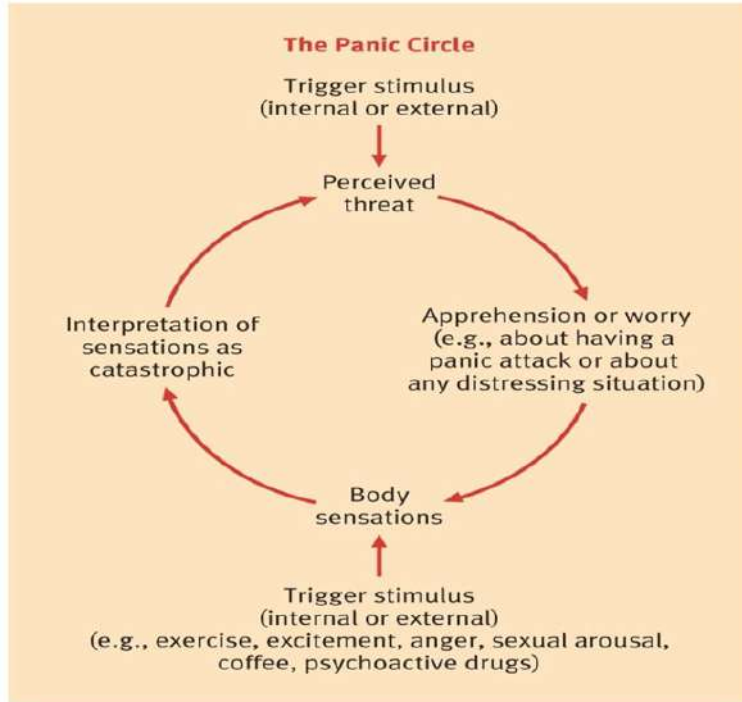 The Panic Circle
Trigger stimulus
(internal or external)
Perceived
threat
Apprehension or worry
(e.g., about having a
panic attack or about
any distressing situation)
Interpretation of
sensations as
catastrophic
Body
sensations
Trigger stimulus
(internal or external)
(e.g., exercise, excitement, anger, sexual arousal,
coffee, psychoactive drugs)